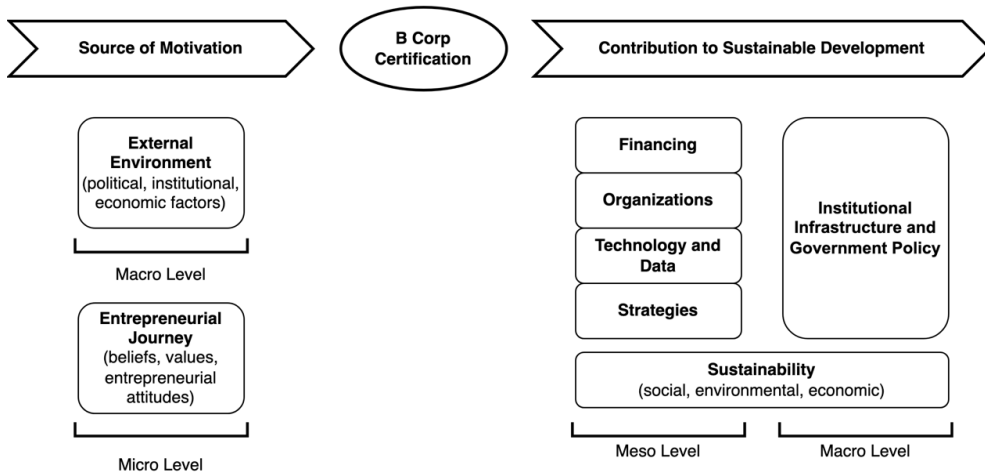 Source of Motivation
B Corp
Certification
Contribution to Sustainable Development
External
Environment
(political, institutional,
economic factors)
Macro Level
Entrepreneurial
Journey
(beliefs, values,
entrepreneurial
attitudes)
Micro Level
Financing
Organizations
Technology and
Data
Strategies
Institutional
Infrastructure and
Government Policy
Sustainability
(social, environmental, economic)
Meso Level
Macro Level